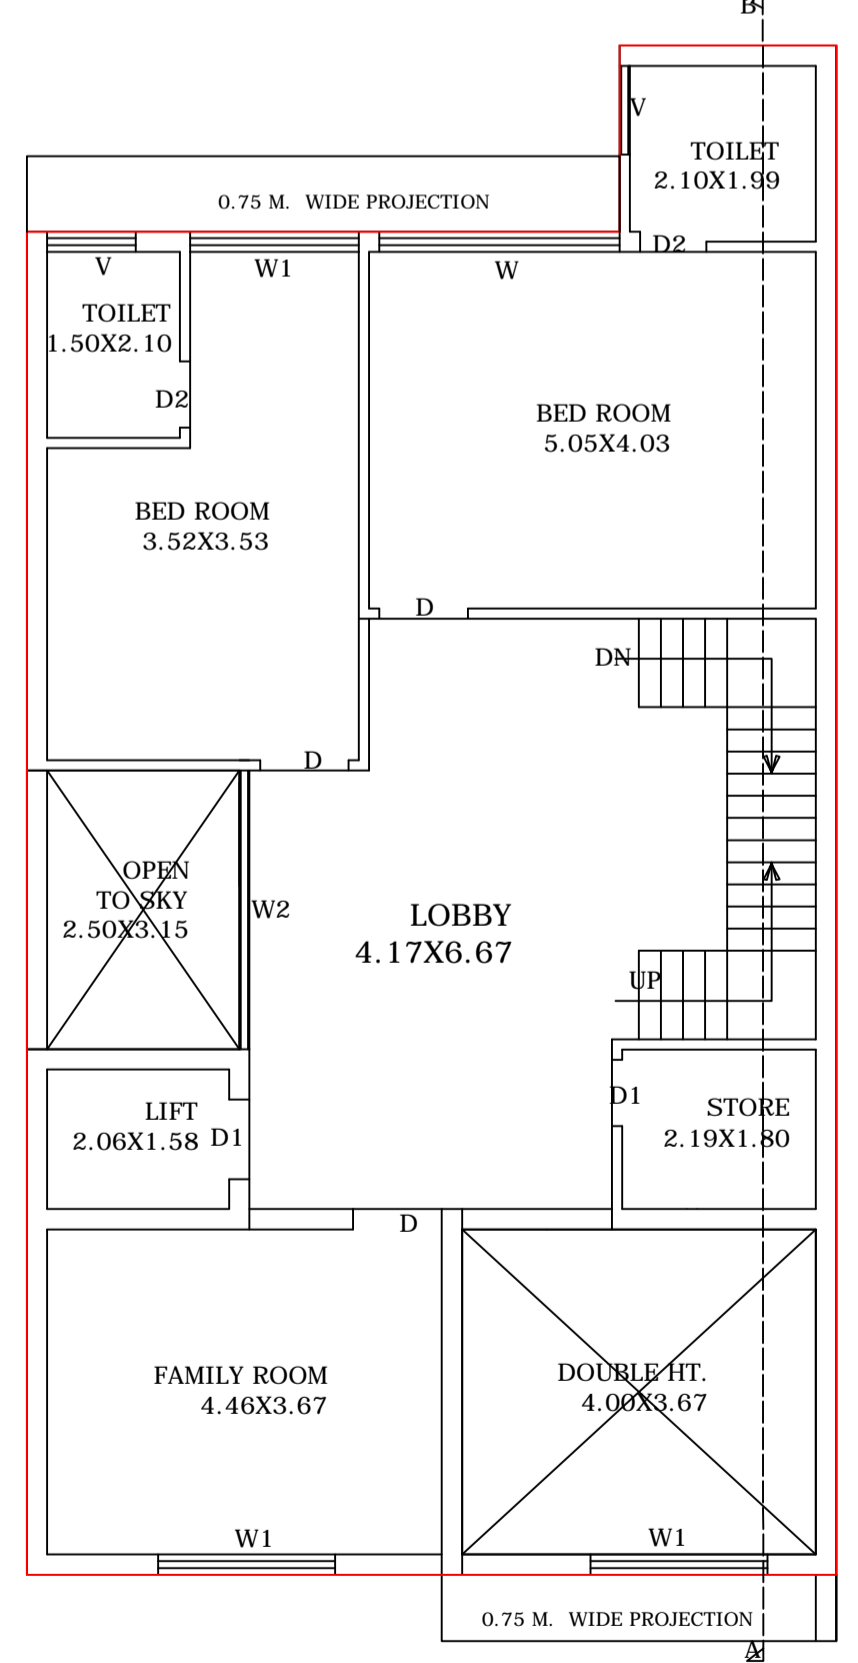 B
V
TOILET
2.10X1.99
0.75 M. WIDE PROJECTION
D2
V
W1
W
TOILET
1.50X2.10
D2
BED ROOM
5.05X4.03
BED ROOM
3.52X3.53
D
DN
D
OPEN
TO SKY
2.50X3.15
W2
LOBBY
4.17X6.67
UP
LIFT
2.06X1.58
D1
D1
STORE
2.19X1.80
D
FAMILY ROOM
4.46X3.67
DOUBLE HT.
4.00X3.67
W1
W1
0.75 M. WIDE PROJECTION
A